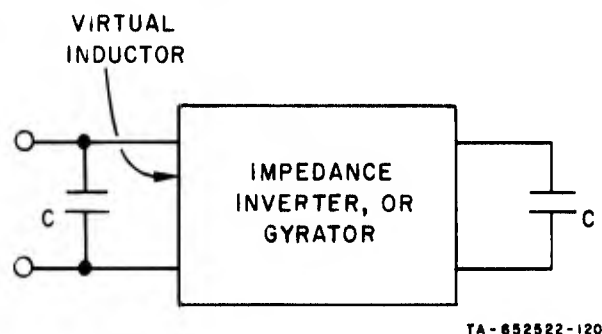 VIRTUAL
INDUCTOR
IMPEDANCE
INVERTER, OR
GYRATOR
C
C
TA-652522-120